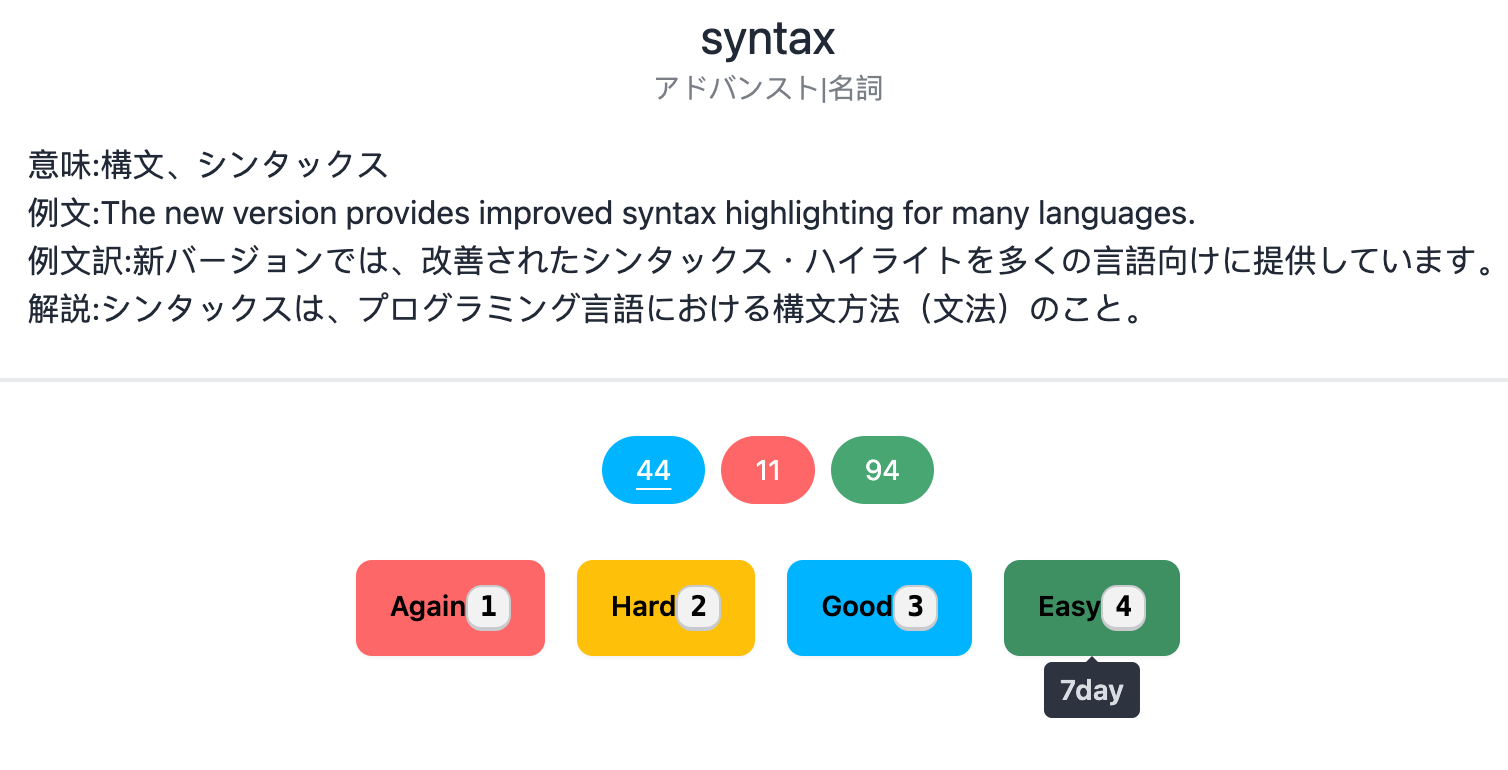 syntax
アドバンスト|名詞
意味:構文、シンタックス
例文:The new version provides improved syntax highlighting for many languages.
例文訳:新バージョンでは、改善されたシンタックス・ハイライトを多くの言語向けに提供しています。
解説:シンタックスは、プログラミング言語における構文方法（文法）のこと。
44 11 94
Again 1 Hard 2 Good 3 Easy 4
7day